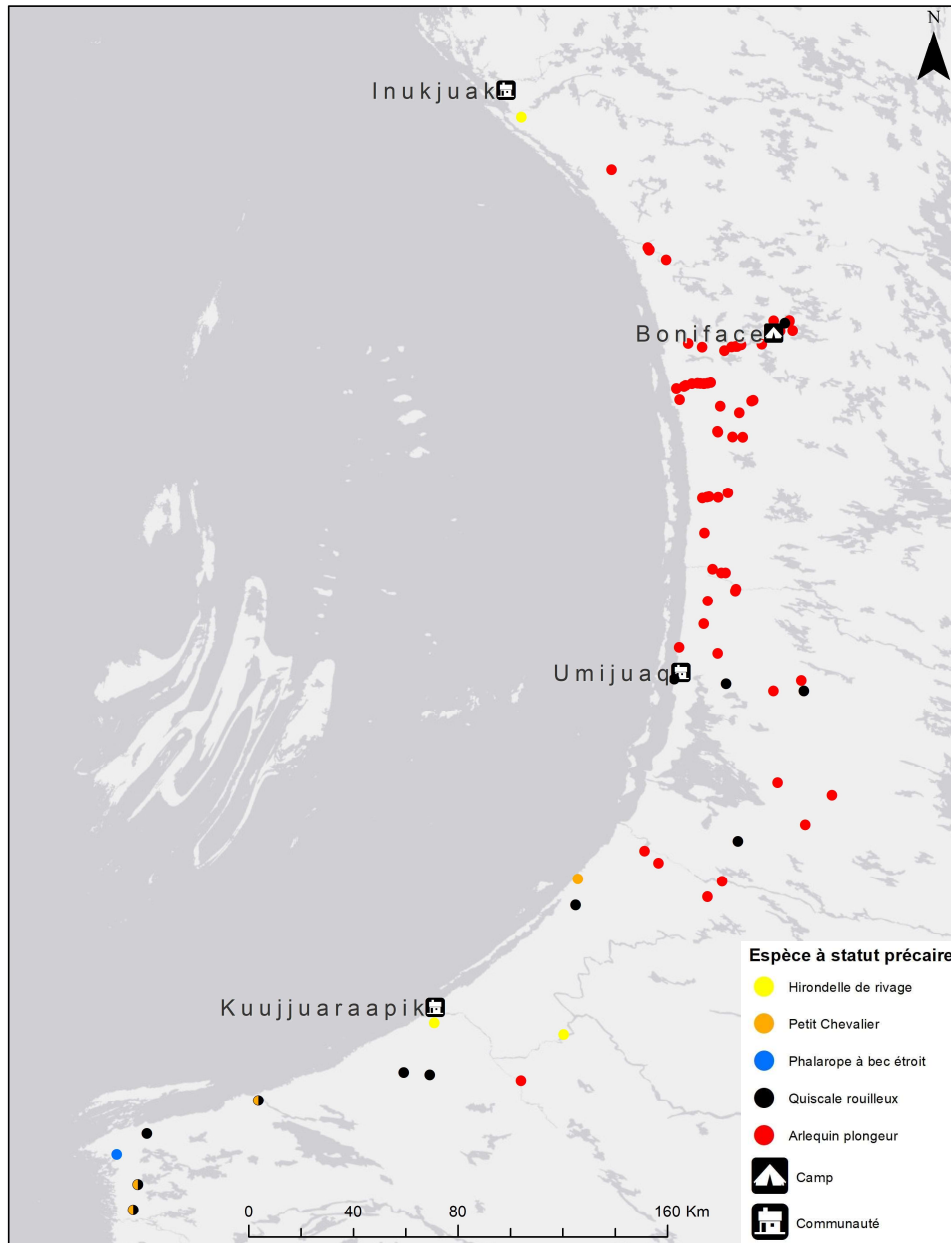 N
Inukjuak
Boniface
Umijuaq
Kuujjuaraapik
Espèce à statut précaire
Hirondelle de rivage
Petit Chevalier
Phalarope à bec étroit
Quiscale rouilleux
Arlequin plongeur
Camp
Communauté
0 40 80 160 Km